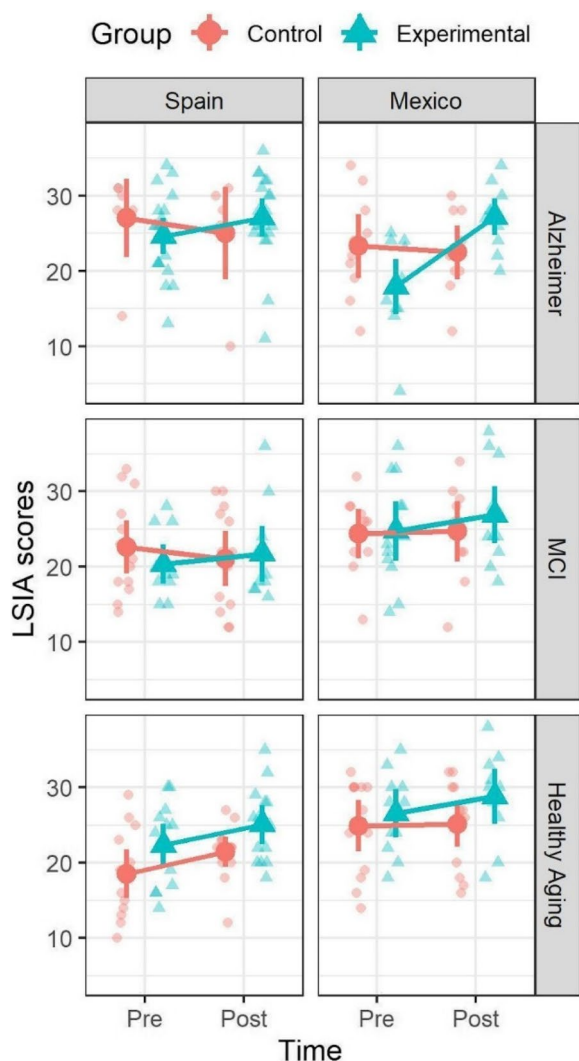 Group Control Experimental
Spain Mexico
30
20
10
Alzheimer
LSIA scores
30
20
10
MCI
30
20
10
Healthy Aging
Pre Post Pre Post
Time